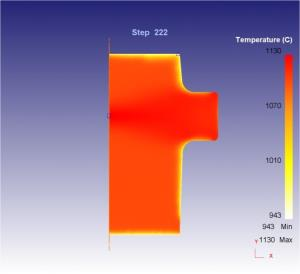 Step 222
Temperature (C)
1130
1070
1010
943
943 Min
1130 Max
Y
X